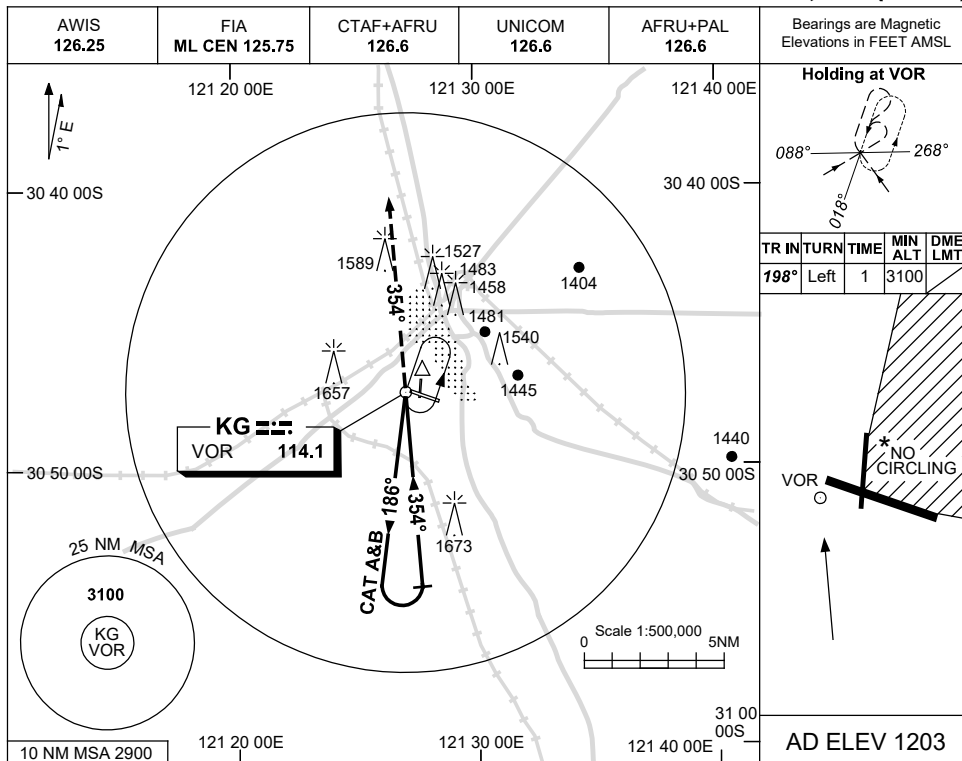 AWIS
126.25
FIA
ML CEN 125.75
CTAF+AFRU
126.6
UNICOM
126.6
AFRU+PAL
126.6
Bearings are Magnetic
Elevations in FEET AMSL
121 20 00E
121 30 00E
121 40 00E
1° E
30 40 00S
30 40 00S
Holding at VOR
088°
268°
018°
TR IN TURN TIME MIN ALT DME LMT
198° Left 1 3100
1589
1527
1483
1458
1404
1481
1540
1445
354°
1657
KG
VOR 114.1
1440
30 50 00S
30 50 00S
186°
354°
CAT A&B
1673
* NO
CIRCLING
VOR
25 NM MSA
3100
KG
VOR
Scale 1:500,000
0 5NM
31 00
00S
121 20 00E
121 30 00E
121 40 00E
10 NM MSA 2900
AD ELEV 1203